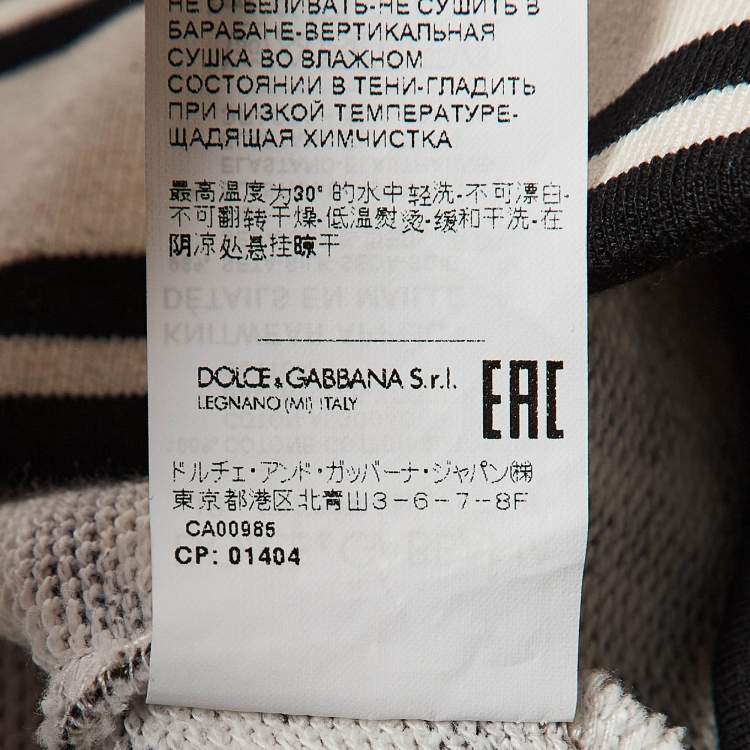 НЕ ОТБЕЛИВАТЬ-НЕ СУШИТЬ В
БАРАБАНЕ-ВЕРТИКАЛЬНАЯ
СУШКА ВО ВЛАЖНОМ
СОСТОЯНИИ В ТЕНИ-ГЛАДИТЬ
ПРИ НИЗКОЙ ТЕМПЕРАТУРЕ-
ЩАДЯЩАЯ ХИМЧИСТКА
最高温度为30°的水中轻洗-不可漂白-
不可翻转干燥-低温熨烫-缓和干洗-在
阴凉处悬挂晾干
DOLCE & GABBANA S.r.l.
LEGNANO (MI) ITALY
EAC
ドルチェ・アンド・ガッバーナ・ジャパン㈱
東京都港区北青山3-6-7-8F
CA00985
CP: 01404